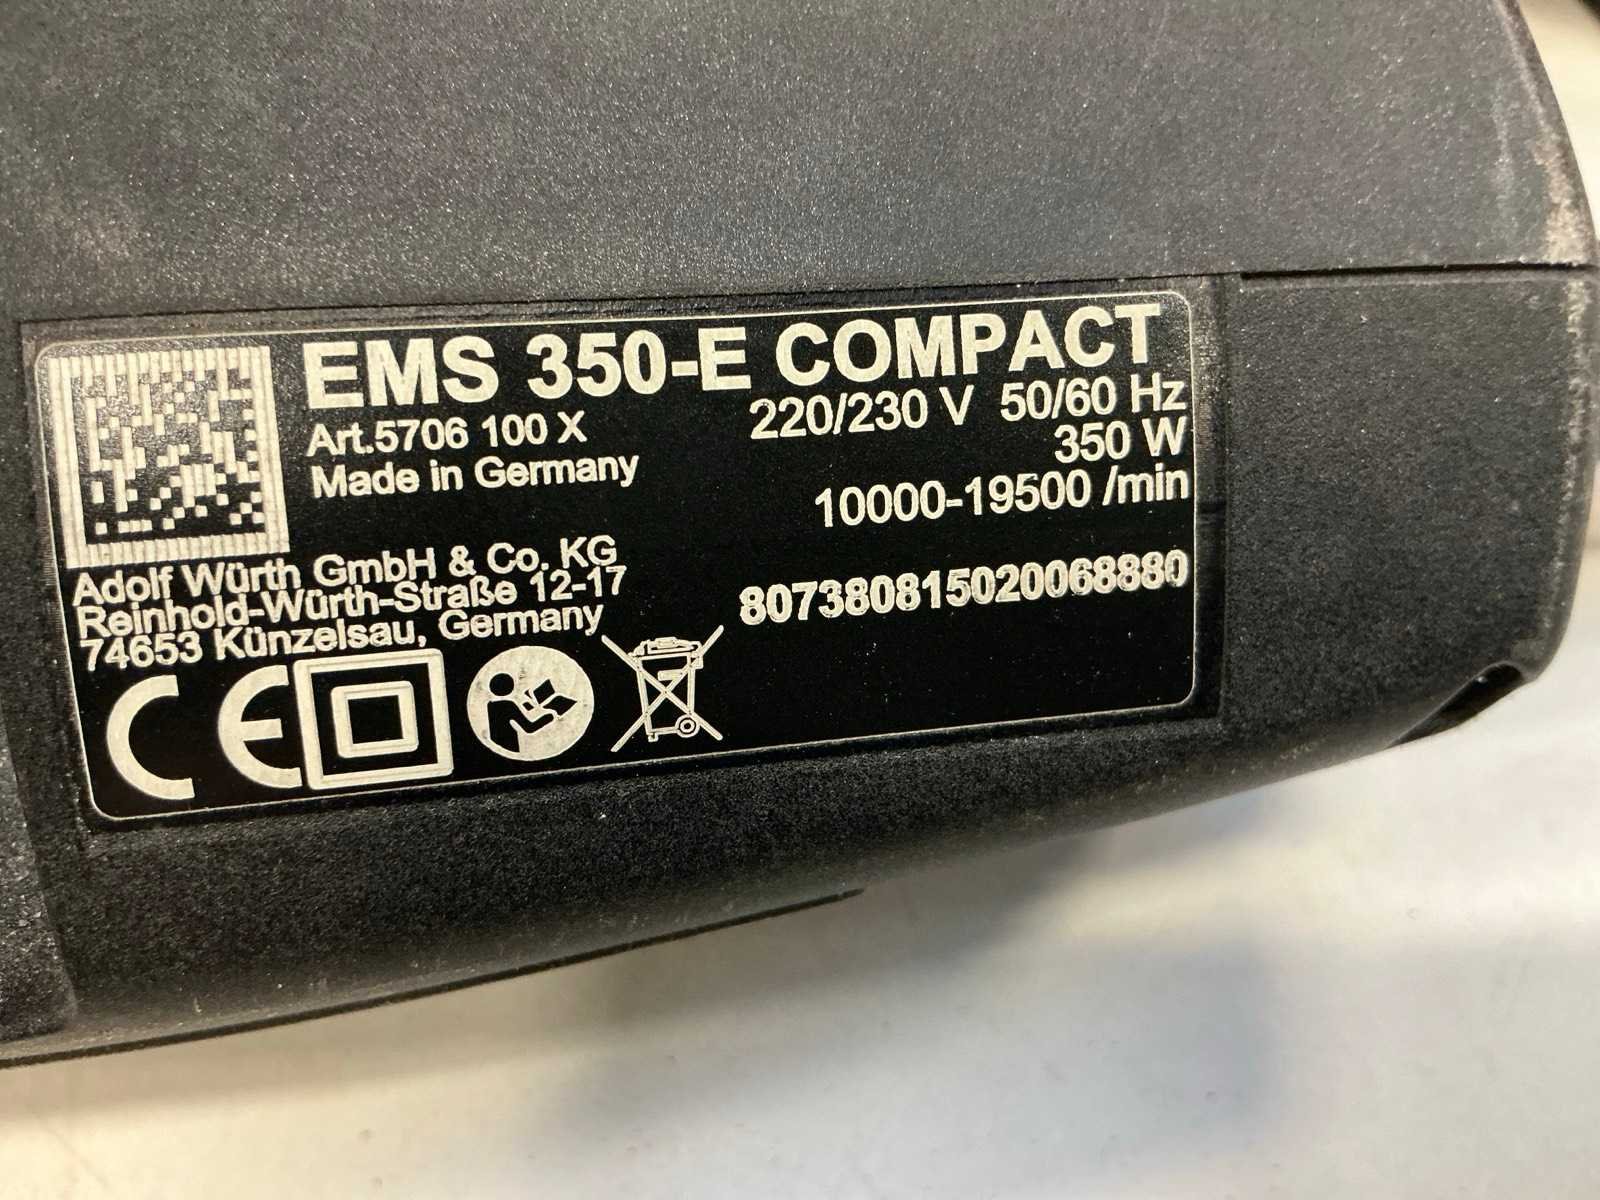 EMS 350-E COMPACT
Art.5706 100 X
220/230 V 50/60 Hz
Made in Germany
350 W
10000-19500 /min
Adolf Würth GmbH & Co. KG
Reinhold-Würth-Straße 12-17
74653 Künzelsau, Germany
807380815020068880
CE